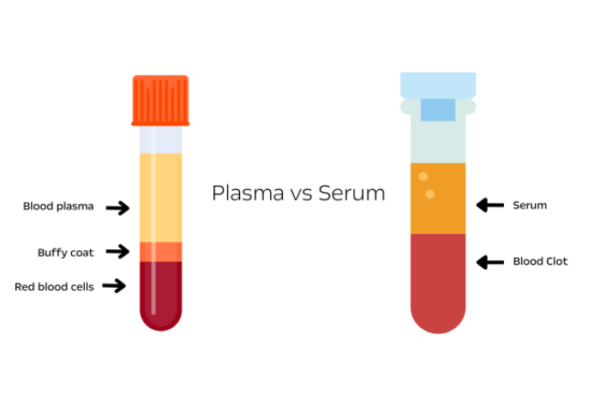 Plasma vs Serum
Blood plasma
Buffy coat
Red blood cells
Serum
Blood Clot